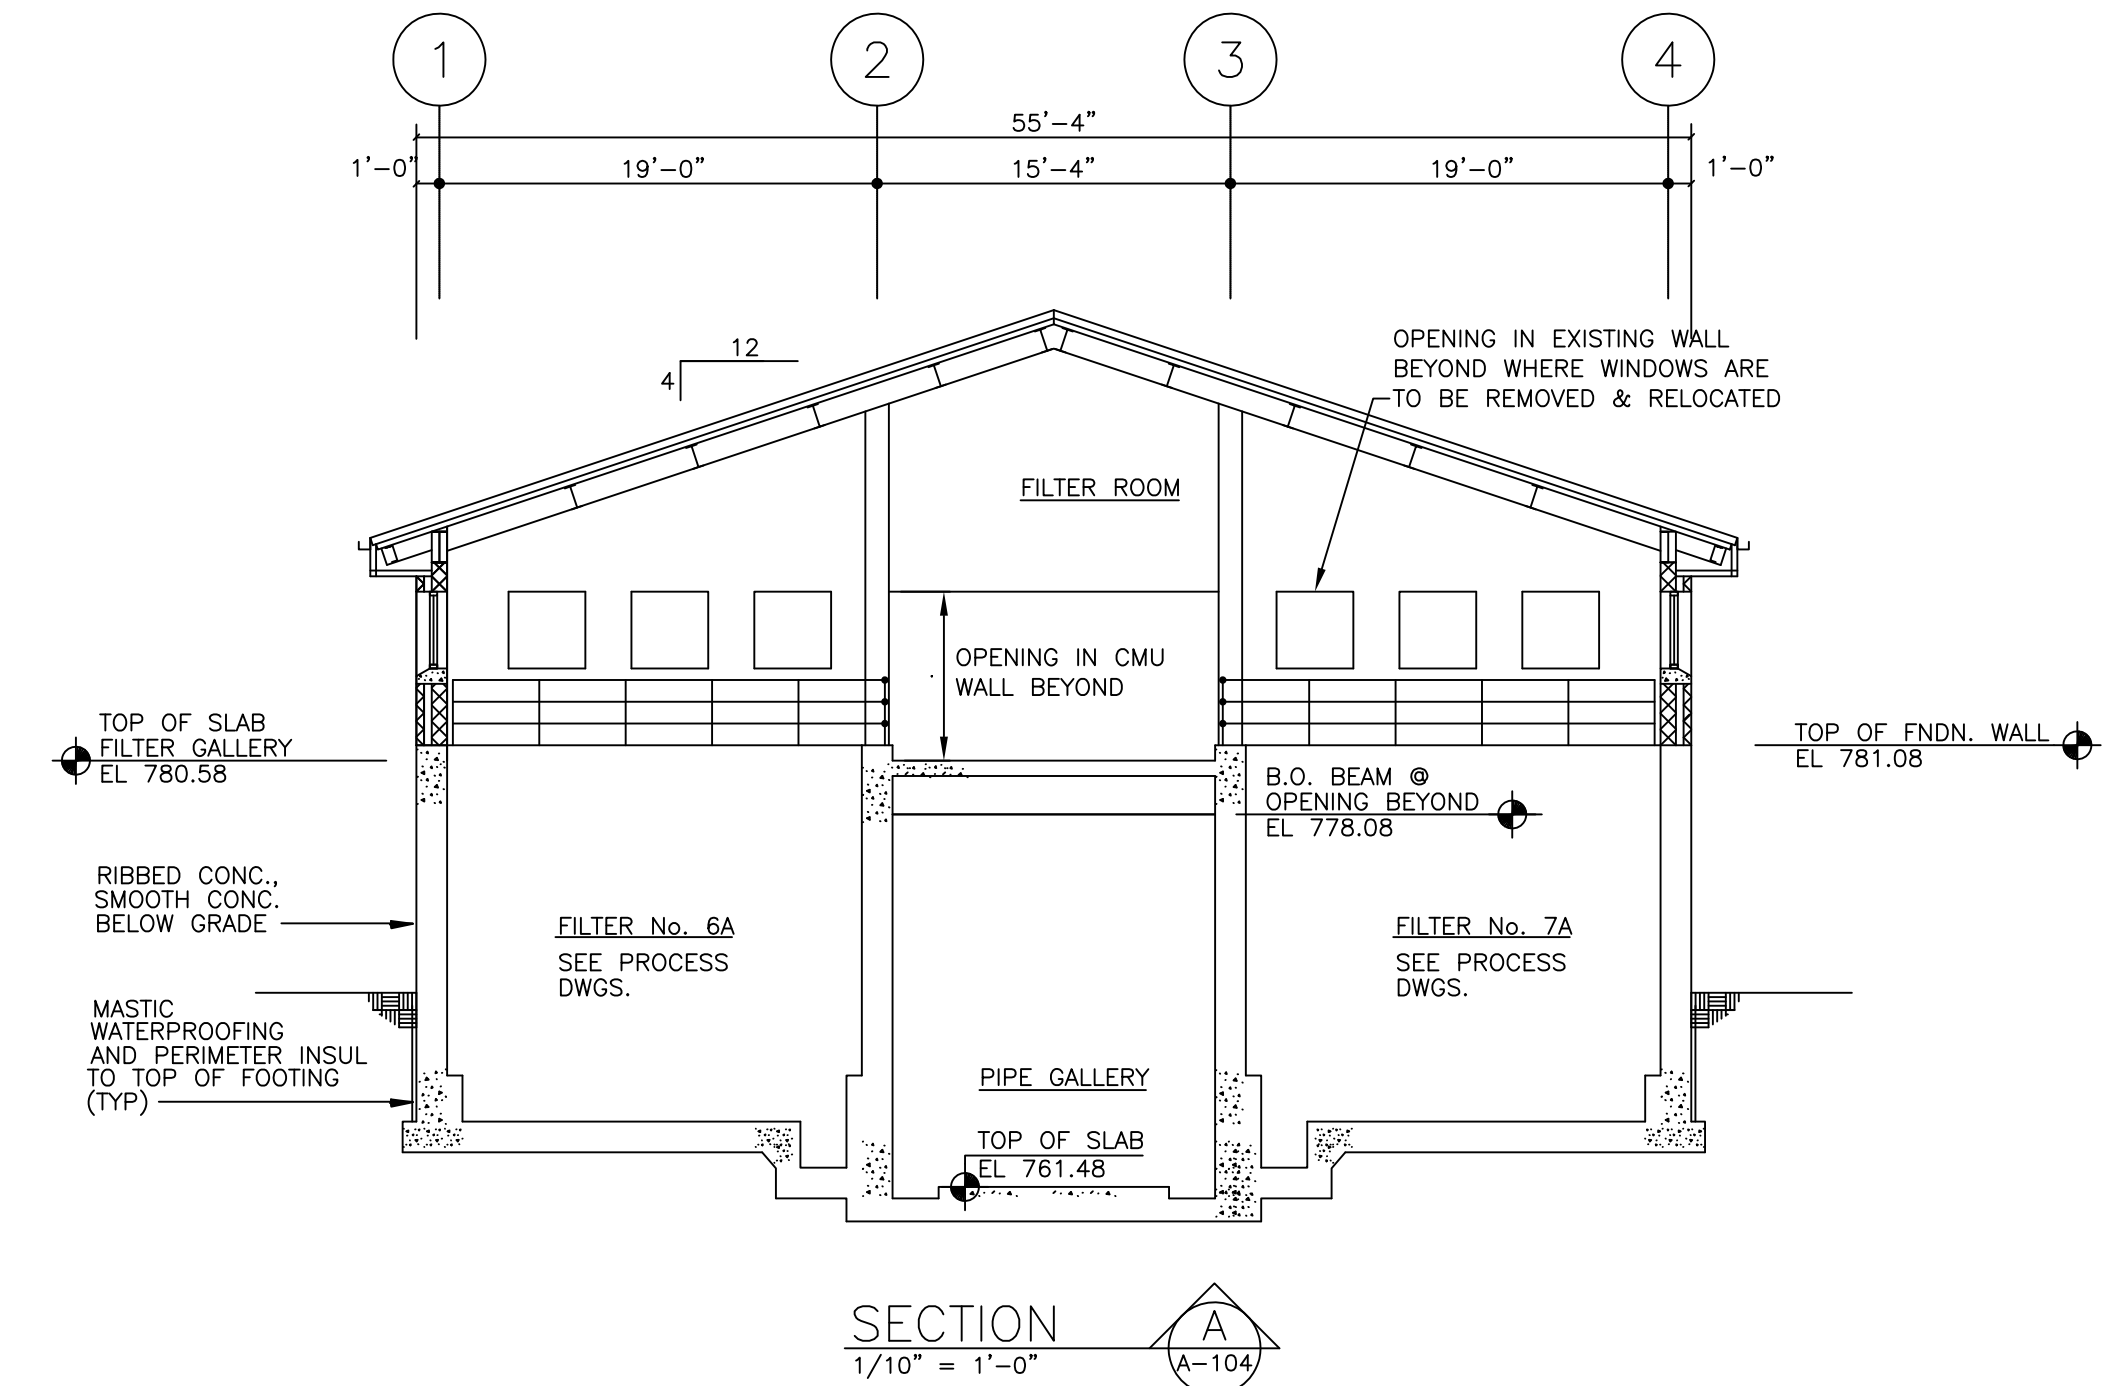 1
2
3
4
55'-4"
1'-0"
19'-0"
15'-4"
19'-0"
1'-0"
12
4
OPENING IN EXISTING WALL
BEYOND WHERE WINDOWS ARE
TO BE REMOVED & RELOCATED
FILTER ROOM
OPENING IN CMU
WALL BEYOND
TOP OF SLAB
FILTER GALLERY
EL 780.58
TOP OF FNDN. WALL
EL 781.08
B.O. BEAM @
OPENING BEYOND
EL 778.08
RIBBED CONC.,
SMOOTH CONC.
BELOW GRADE
FILTER No. 6A
SEE PROCESS
DWGS.
FILTER No. 7A
SEE PROCESS
DWGS.
MASTIC
WATERPROOFING
AND PERIMETER INSUL
TO TOP OF FOOTING
(TYP)
PIPE GALLERY
TOP OF SLAB
EL 761.48
SECTION
1/10" = 1'-0"
A
A-104